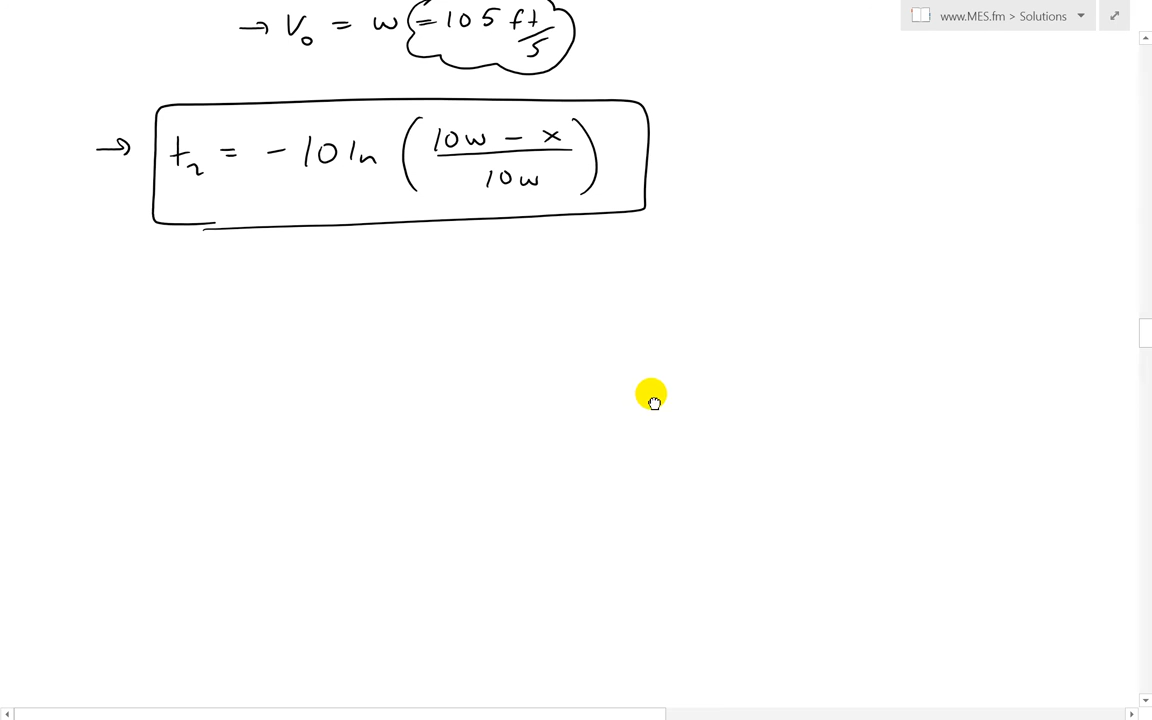 www.MES.fm > Solutions
→ V₀ = w = 105 ft/s
→ t₂ = - 10 ln ( (10w - x) / 10w )